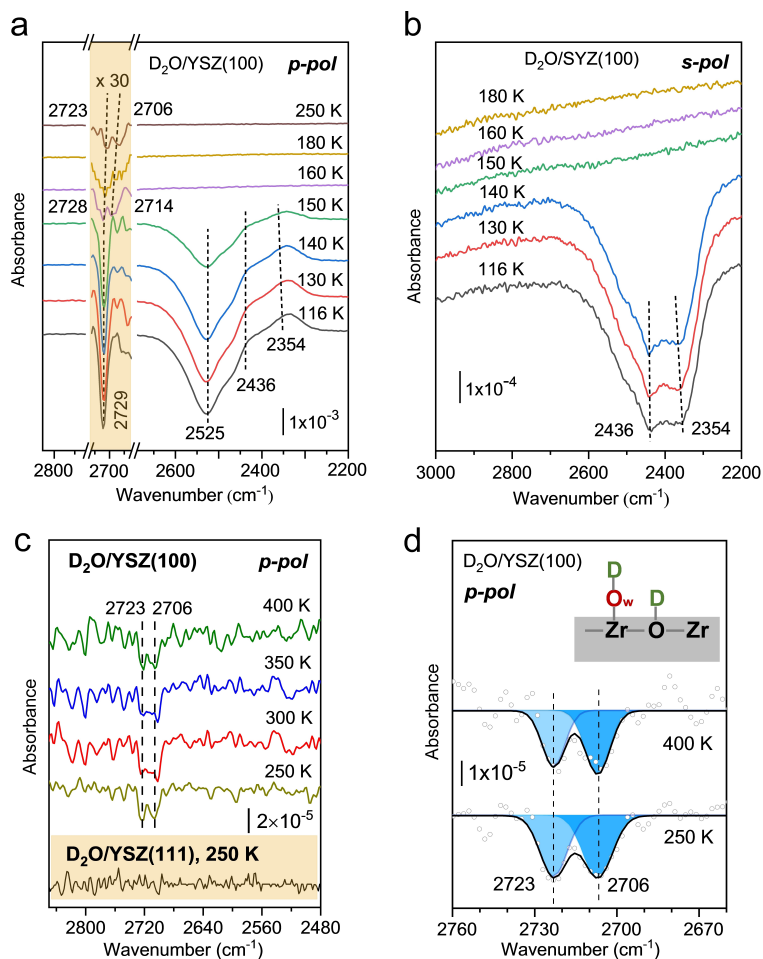 a
D₂O/YSZ(100) p-pol
x 30
2723 2706 250 K
180 K
160 K
2728 2714 150 K
140 K
130 K
116 K
2729
2525
2436
2354
1x10⁻³
Absorbance
2800 2700 2600 2400 2200
Wavenumber (cm⁻¹)
b
D₂O/SYZ(100)
s-pol
180 K
160 K
150 K
140 K
130 K
116 K
1x10⁻⁴
2436 2354
Absorbance
3000 2800 2600 2400 2200
Wavenumber (cm⁻¹)
c
D₂O/YSZ(100) p-pol
2723 2706
400 K
350 K
300 K
250 K
2×10⁻⁵
D₂O/YSZ(111), 250 K
Absorbance
2800 2720 2640 2560 2480
Wavenumber (cm⁻¹)
d
D₂O/YSZ(100)
p-pol
D
Ow D
Zr O Zr
400 K
1x10⁻⁵
250 K
2723 2706
Absorbance
2760 2730 2700 2670
Wavenumber (cm⁻¹)